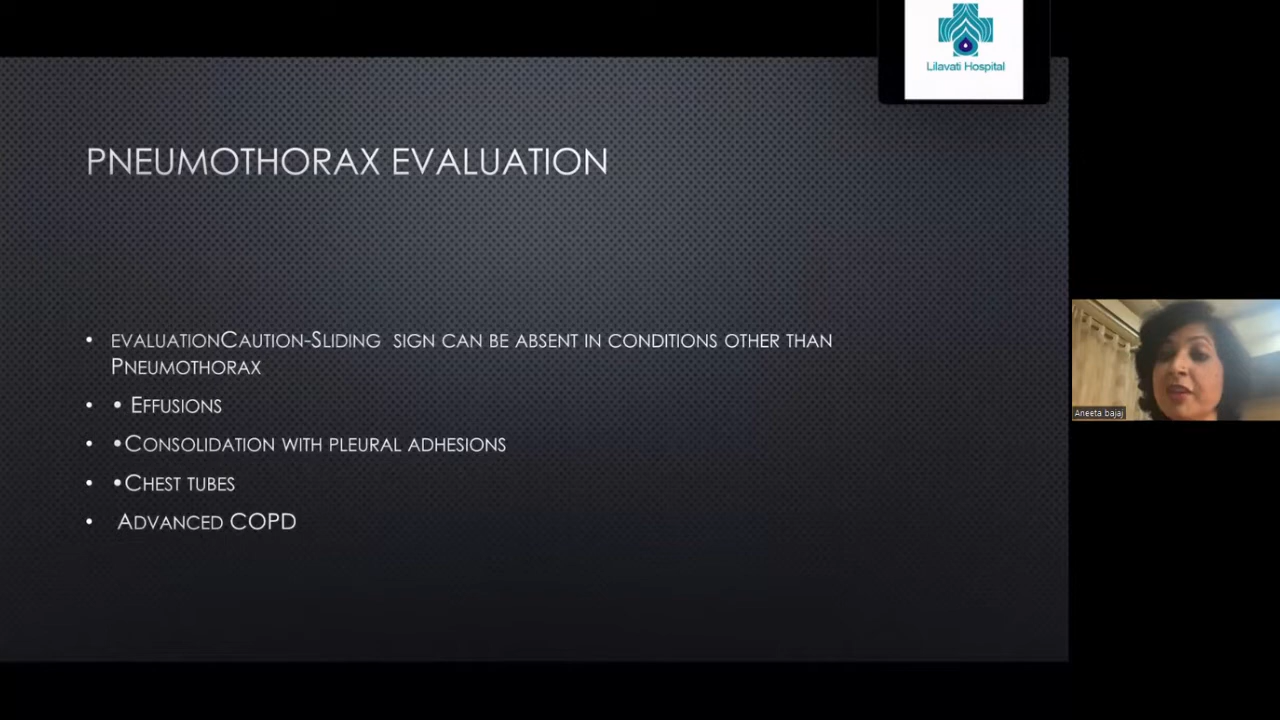 Lilavati Hospital
PNEUMOTHORAX EVALUATION
• EVALUATIONCAUTION-SLIDING SIGN CAN BE ABSENT IN CONDITIONS OTHER THAN
PNEUMOTHORAX
• • EFFUSIONS
• •CONSOLIDATION WITH PLEURAL ADHESIONS
• •CHEST TUBES
• ADVANCED COPD
Aneeta bajaj